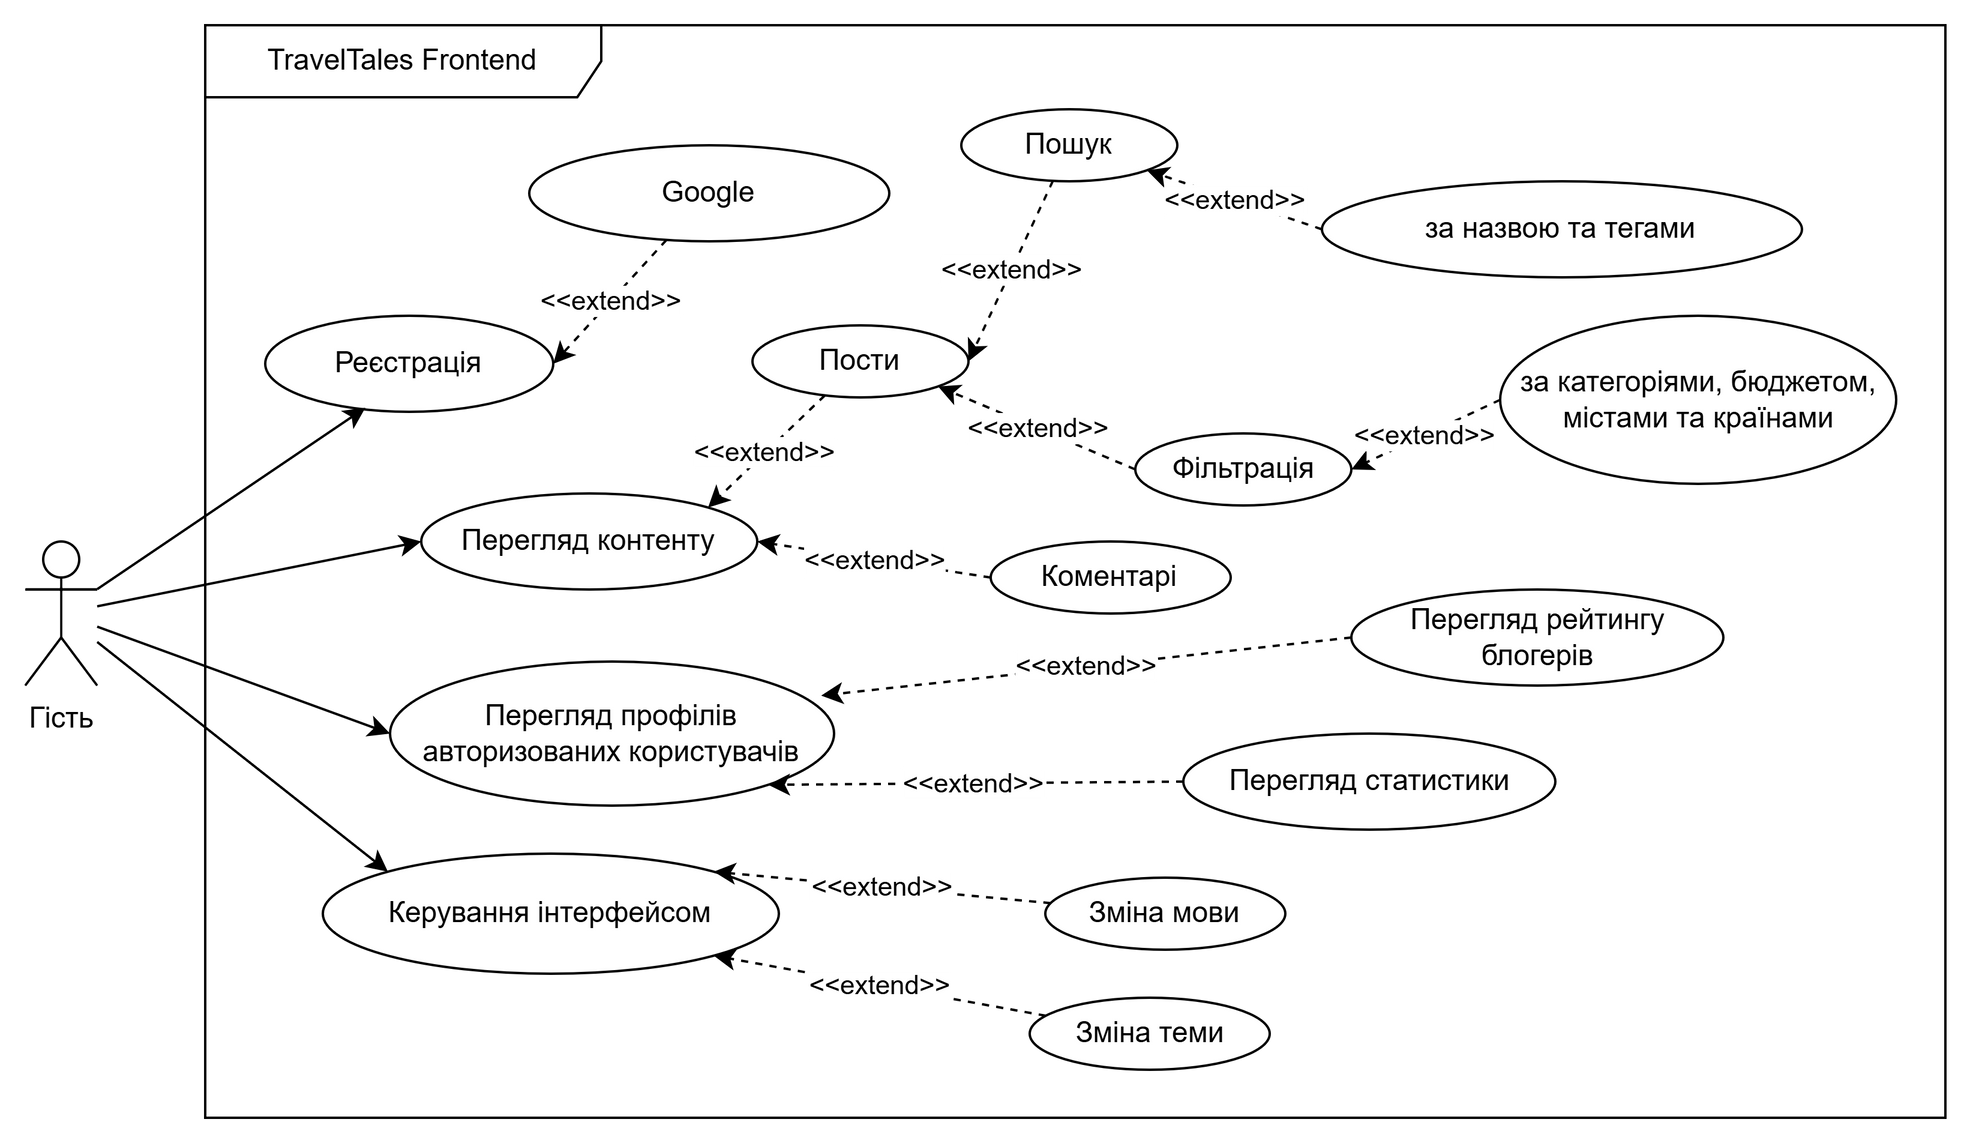 TravelTales Frontend
Пошук
Google
<<extend>>
за назвою та тегами
<<extend>>
<<extend>>
Реєстрація
Пости
за категоріями, бюджетом,
містами та країнами
<<extend>>
<<extend>>
<<extend>>
Фільтрація
Перегляд контенту
<<extend>>
Коментарі
Перегляд рейтингу
блогерів
<<extend>>
Гість
Перегляд профілів
авторизованих користувачів
<<extend>>
Перегляд статистики
<<extend>>
Керування інтерфейсом
Зміна мови
<<extend>>
Зміна теми